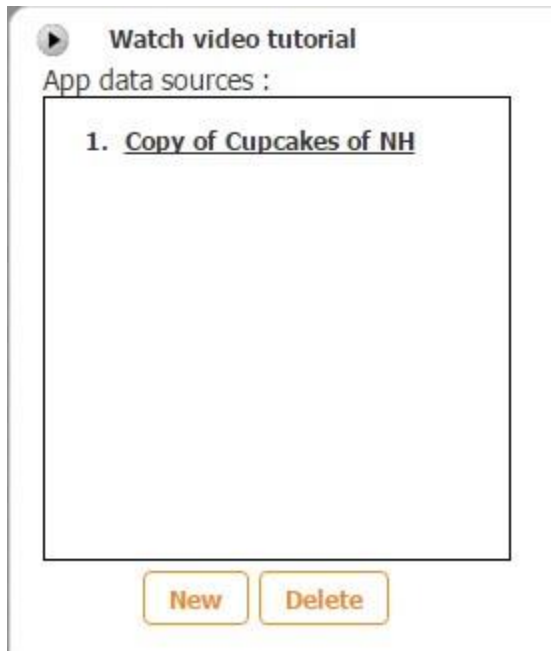 Watch video tutorial
App data sources :
1. Copy of Cupcakes of NH
New Delete